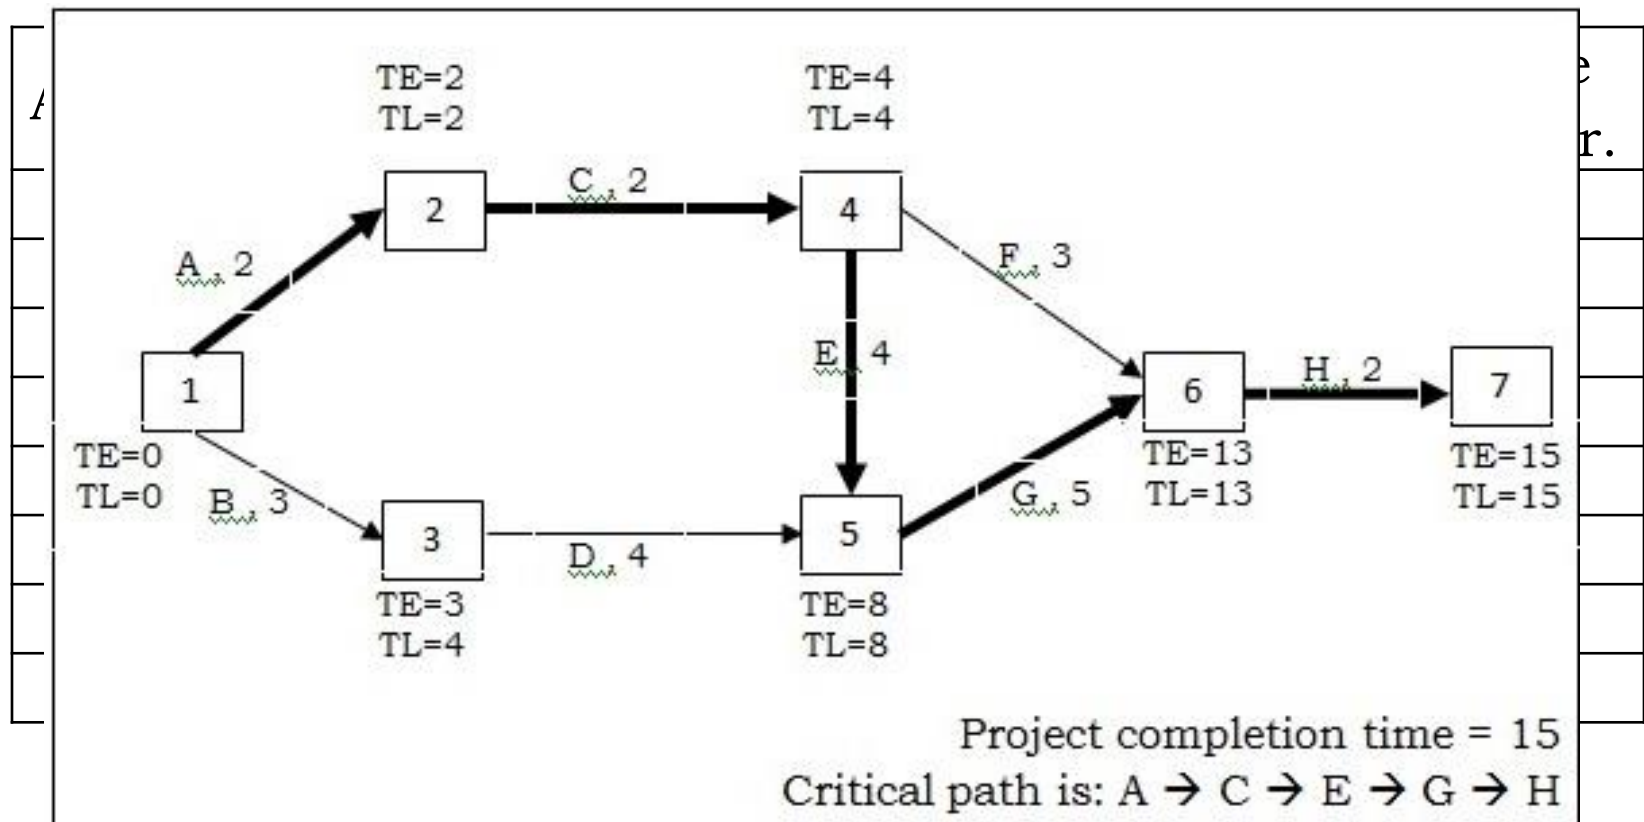 TE=2
TL=2
TE=4
TL=4
e
r.
C , 2
2
4
A , 2
F , 3
E , 4
1
6
H , 2
7
TE=0
TL=0
B , 3
TE=13
TL=13
TE=15
TL=15
G , 5
3
5
D , 4
TE=3
TL=4
TE=8
TL=8
Project completion time = 15
Critical path is: A → C → E → G → H